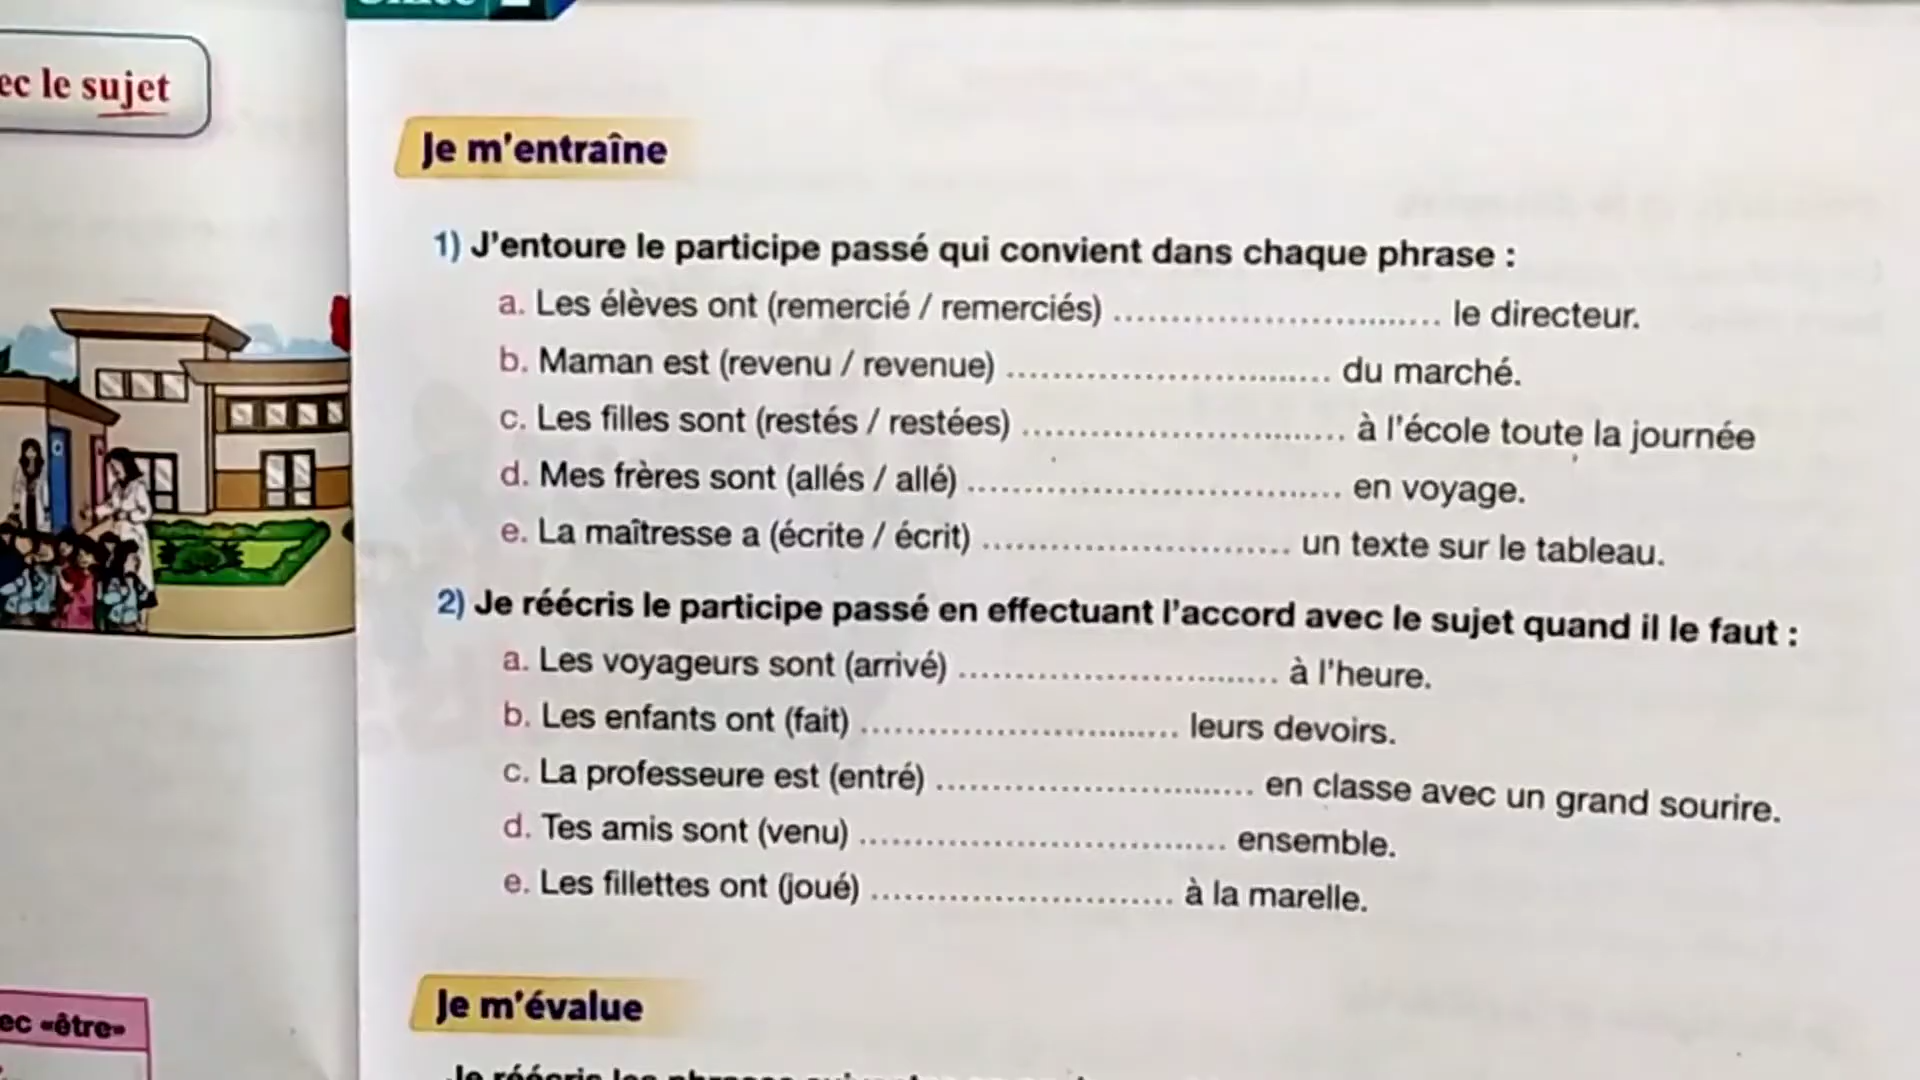 ec le sujet
Je m'entraîne
1) J'entoure le participe passé qui convient dans chaque phrase :
a. Les élèves ont (remercié / remerciés) ........................... le directeur.
b. Maman est (revenu / revenue) ........................... du marché.
c. Les filles sont (restés / restées) ........................... à l'école toute la journée
d. Mes frères sont (allés / allé) ........................... en voyage.
e. La maîtresse a (écrite / écrit) ........................... un texte sur le tableau.
2) Je réécris le participe passé en effectuant l'accord avec le sujet quand il le faut :
a. Les voyageurs sont (arrivé) ........................... à l'heure.
b. Les enfants ont (fait) ........................... leurs devoirs.
c. La professeure est (entré) ........................... en classe avec un grand sourire.
d. Tes amis sont (venu) ........................... ensemble.
e. Les fillettes ont (joué) ........................... à la marelle.
Je m'évalue
ec «être»
Je réécris les phrases